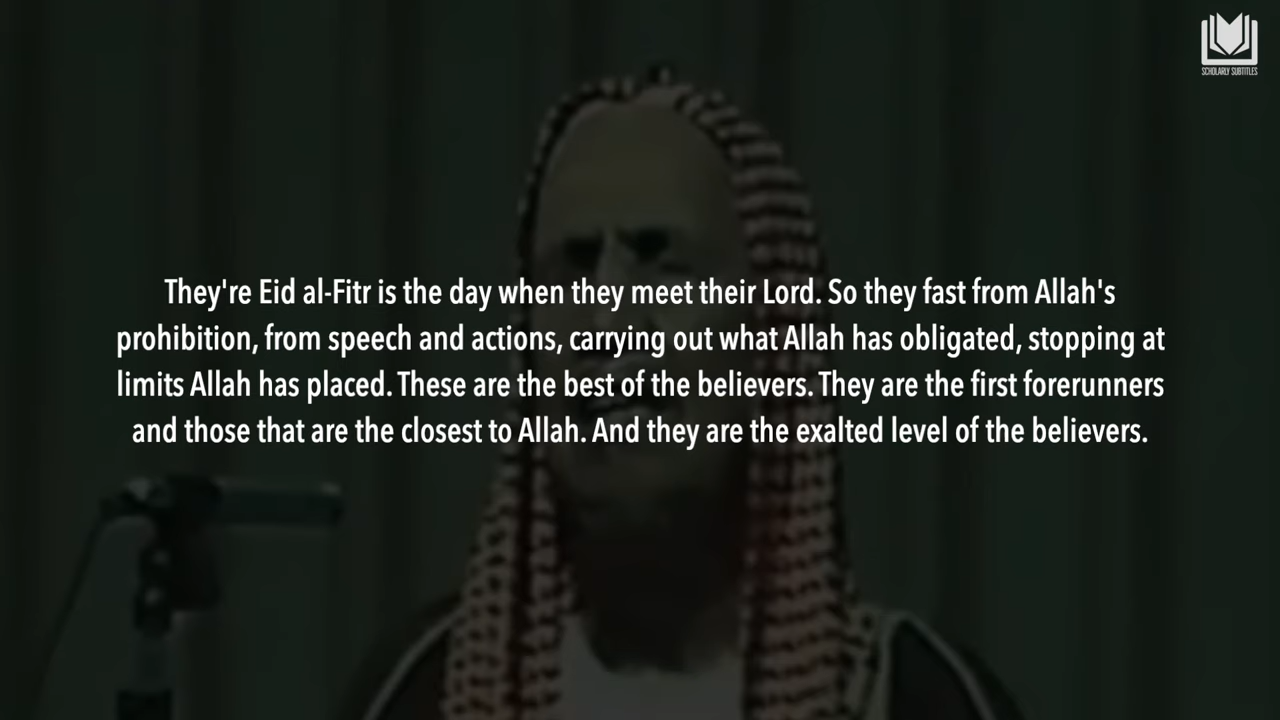 SCHOLARLY SUBTITLES
They're Eid al-Fitr is the day when they meet their Lord. So they fast from Allah's
prohibition, from speech and actions, carrying out what Allah has obligated, stopping at
limits Allah has placed. These are the best of the believers. They are the first forerunners
and those that are the closest to Allah. And they are the exalted level of the believers.